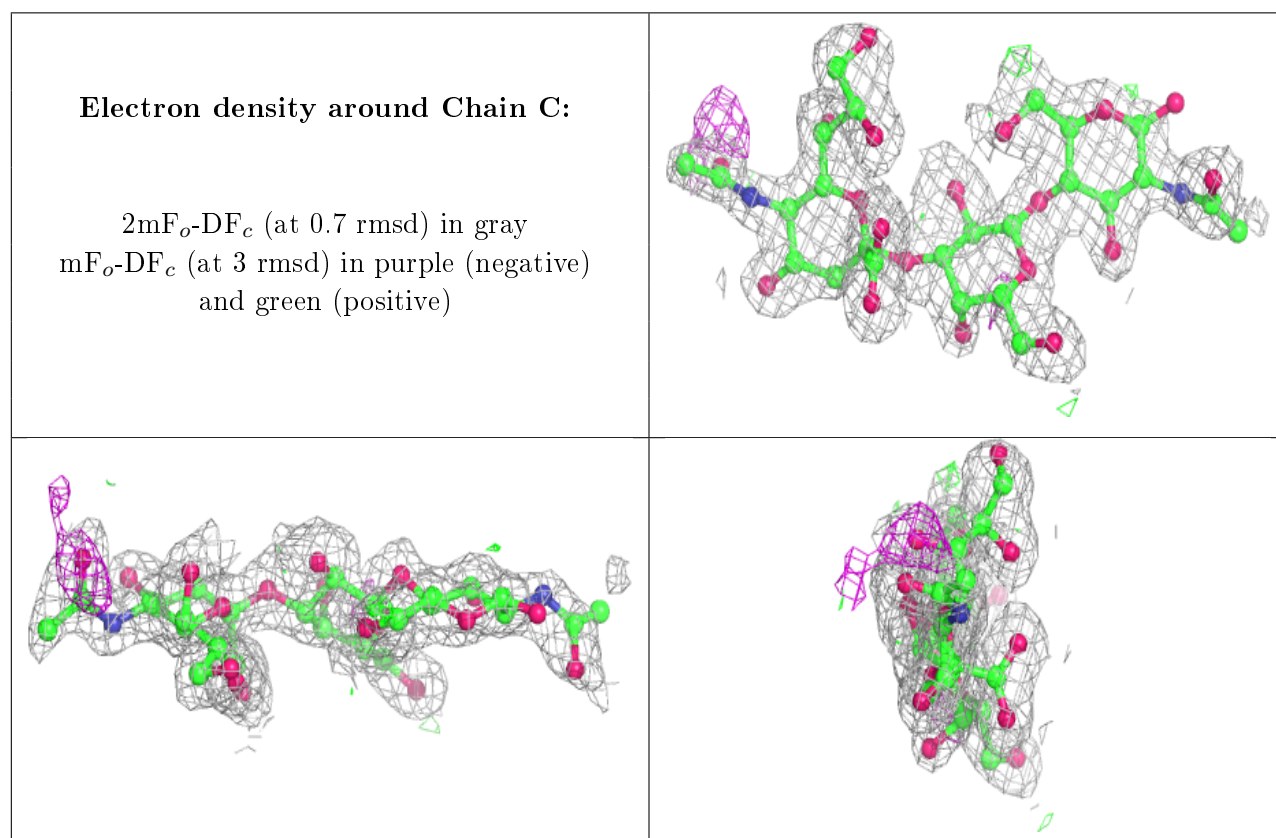 Electron density around Chain C:
2mFₒ-DF𝒸 (at 0.7 rmsd) in gray
mFₒ-DF𝒸 (at 3 rmsd) in purple (negative)
and green (positive)